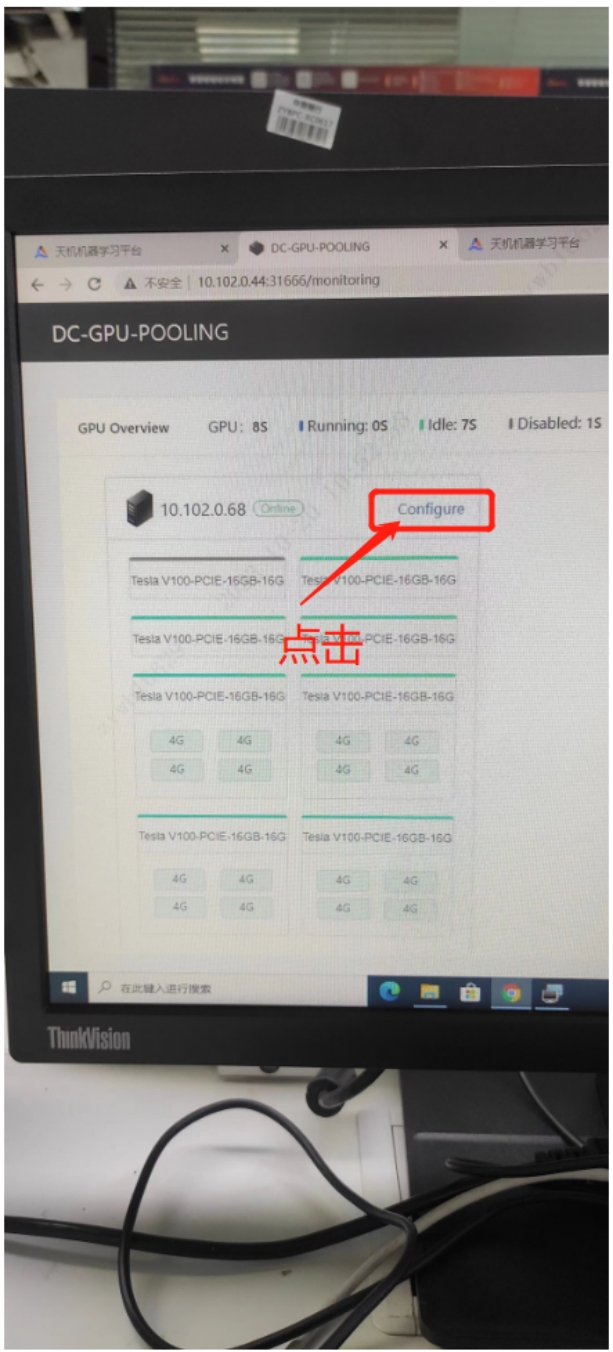 天机机器学习平台
DC-GPU-POOLING
天机机器学习平台
不安全
10.102.0.44:31666/monitoring
DC-GPU-POOLING
GPU Overview GPU: 8S Running: 0S Idle: 7S Disabled: 1S
10.102.0.68 Online Configure
Tesla V100-PCIE-16GB-16G Tesla V100-PCIE-16GB-16G
点击
Tesla V100-PCIE-16GB-16G Tesla V100-PCIE-16GB-16G
Tesla V100-PCIE-16GB-16G Tesla V100-PCIE-16GB-16G
4G 4G 4G 4G
4G 4G 4G 4G
Tesla V100-PCIE-16GB-16G Tesla V100-PCIE-16GB-16G
4G 4G 4G 4G
4G 4G 4G 4G
在此键入进行搜索
ThinkVision